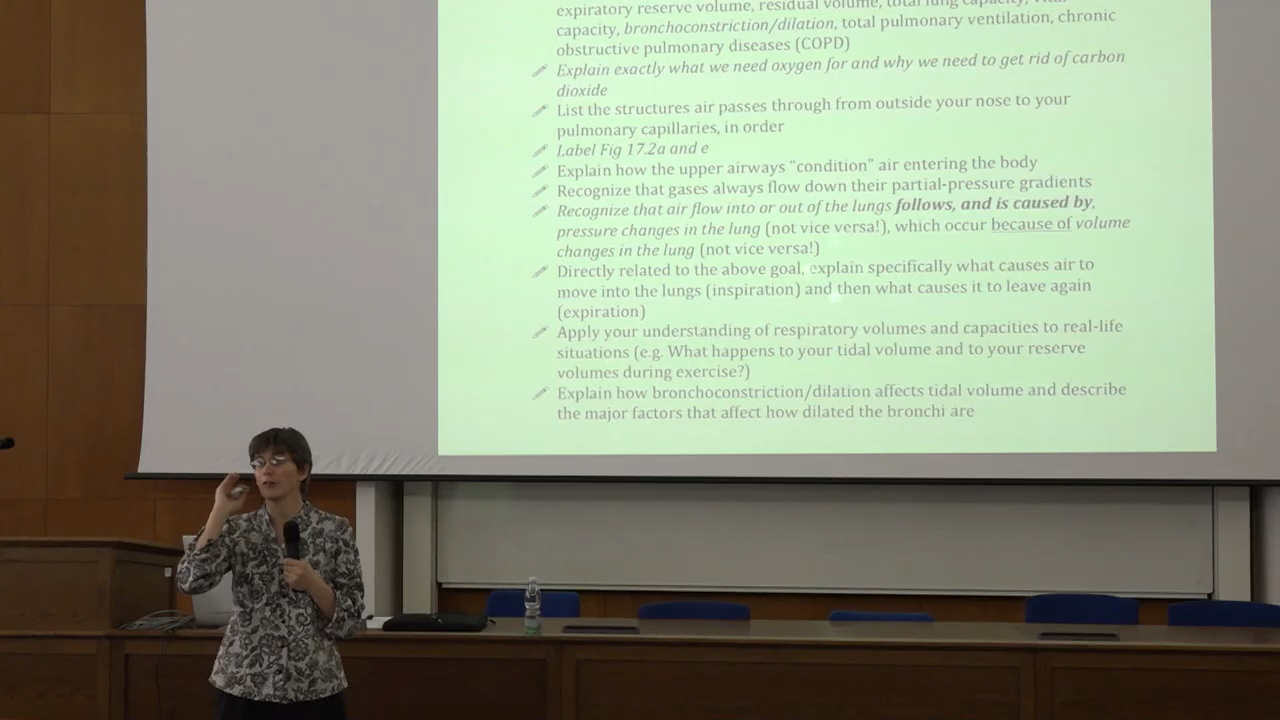 expiratory reserve volume, residual volume, total lung capacity, vital
capacity, bronchoconstriction/dilation, total pulmonary ventilation, chronic
obstructive pulmonary diseases (COPD)
Explain exactly what we need oxygen for and why we need to get rid of carbon
dioxide
List the structures air passes through from outside your nose to your
pulmonary capillaries, in order
Label Fig 17.2a and e
Explain how the upper airways “condition” air entering the body
Recognize that gases always flow down their partial-pressure gradients
Recognize that air flow into or out of the lungs follows, and is caused by,
pressure changes in the lung (not vice versa!), which occur because of volume
changes in the lung (not vice versa!)
Directly related to the above goal, explain specifically what causes air to
move into the lungs (inspiration) and then what causes it to leave again
(expiration)
Apply your understanding of respiratory volumes and capacities to real-life
situations (e.g. What happens to your tidal volume and to your reserve
volumes during exercise?)
Explain how bronchoconstriction/dilation affects tidal volume and describe
the major factors that affect how dilated the bronchi are